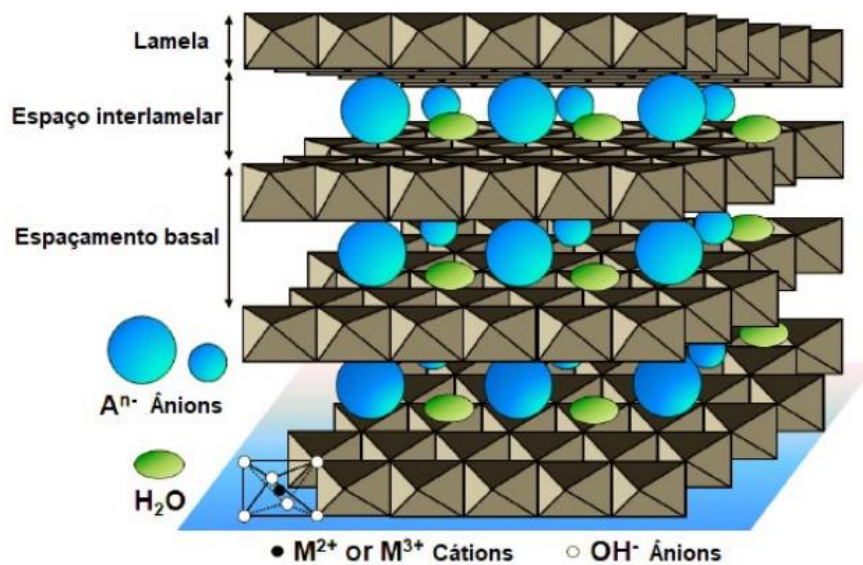 Lamela
Espaço interlamelar
Espaçamento basal
Aⁿ⁻ Ânions
H₂O
● M²⁺ or M³⁺ Cátions ○ OH⁻ Ânions